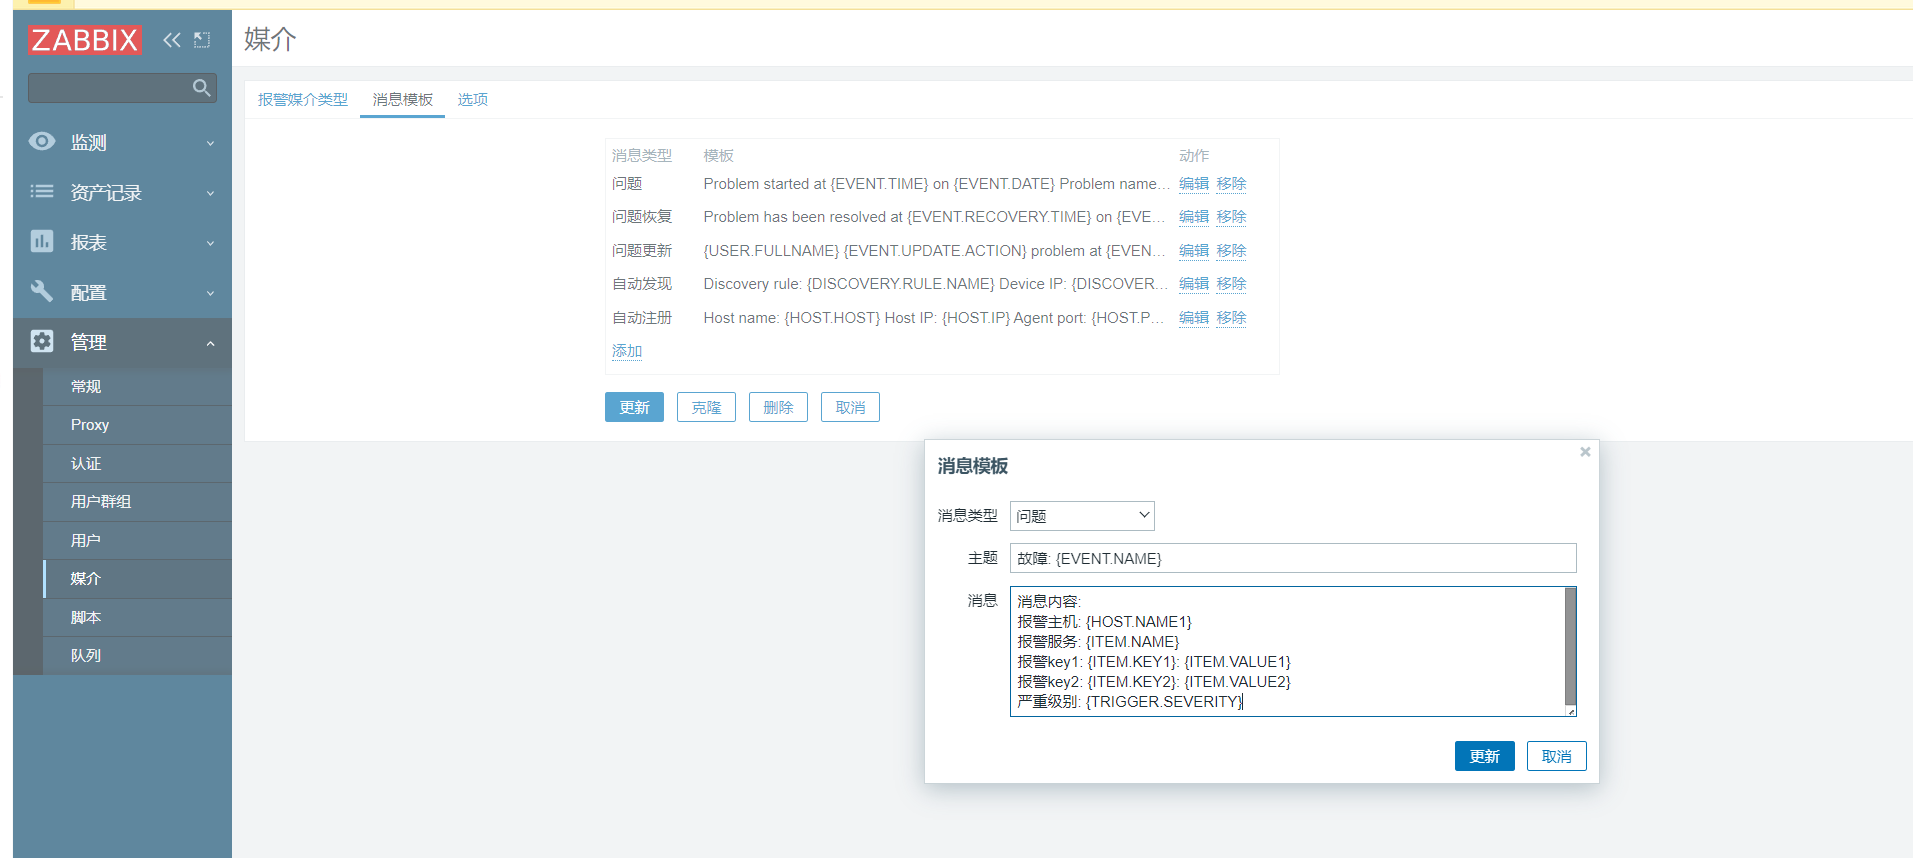 ZABBIX
监测
资产记录
报表
配置
管理
常规
Proxy
认证
用户群组
用户
媒介
脚本
队列
媒介
报警媒介类型 消息模板 选项
消息类型 模板 动作
问题 Problem started at {EVENT.TIME} on {EVENT.DATE} Problem name… 编辑 移除
问题恢复 Problem has been resolved at {EVENT.RECOVERY.TIME} on {EVE… 编辑 移除
问题更新 {USER.FULLNAME} {EVENT.UPDATE.ACTION} problem at {EVEN… 编辑 移除
自动发现 Discovery rule: {DISCOVERY.RULE.NAME} Device IP: {DISCOVER… 编辑 移除
自动注册 Host name: {HOST.HOST} Host IP: {HOST.IP} Agent port: {HOST.P… 编辑 移除
添加
更新 克隆 删除 取消
消息模板
消息类型 问题
主题 故障: {EVENT.NAME}
消息 消息内容:
报警主机: {HOST.NAME1}
报警服务: {ITEM.NAME}
报警key1: {ITEM.KEY1}: {ITEM.VALUE1}
报警key2: {ITEM.KEY2}: {ITEM.VALUE2}
严重级别: {TRIGGER.SEVERITY}
更新 取消